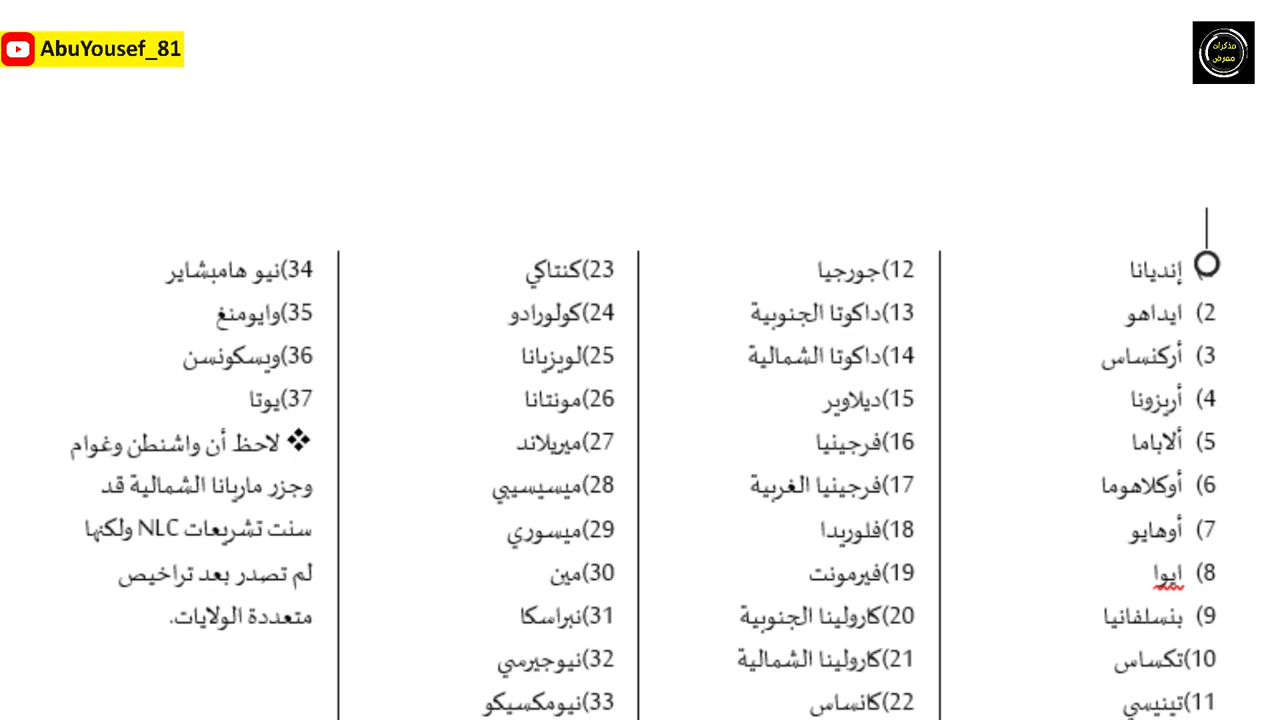 AbuYousef_81
مذكرات
ممرض
إنديانا
2) ايداهو
3) أركنساس
4) أريزونا
5) ألاباما
6) أوكلاهوما
7) أوهايو
8) ايوا
9) بنسلفانيا
10)تكساس
11)تينيسي
12)جورجيا
13)داكوتا الجنوبية
14)داكوتا الشمالية
15)ديلاوير
16)فرجينيا
17)فرجينيا الغربية
18)فلوريدا
19)فيرمونت
20)كارولينا الجنوبية
21)كارولينا الشمالية
22)كانساس
23)كنتاكي
24)كولورادو
25)لويزيانا
26)مونتانا
27)ميريلاند
28)ميسيسيبي
29)ميسوري
30)مين
31)نبراسكا
32)نيوجيرسي
33)نيومكسيكو
34)نيو هامبشاير
35)وايومنغ
36)ويسكونسن
37)يوتا
❖ لاحظ أن واشنطن وغوام
وجزر ماريانا الشمالية قد
سنت تشريعات NLC ولكنها
لم تصدر بعد تراخيص
متعددة الولايات.